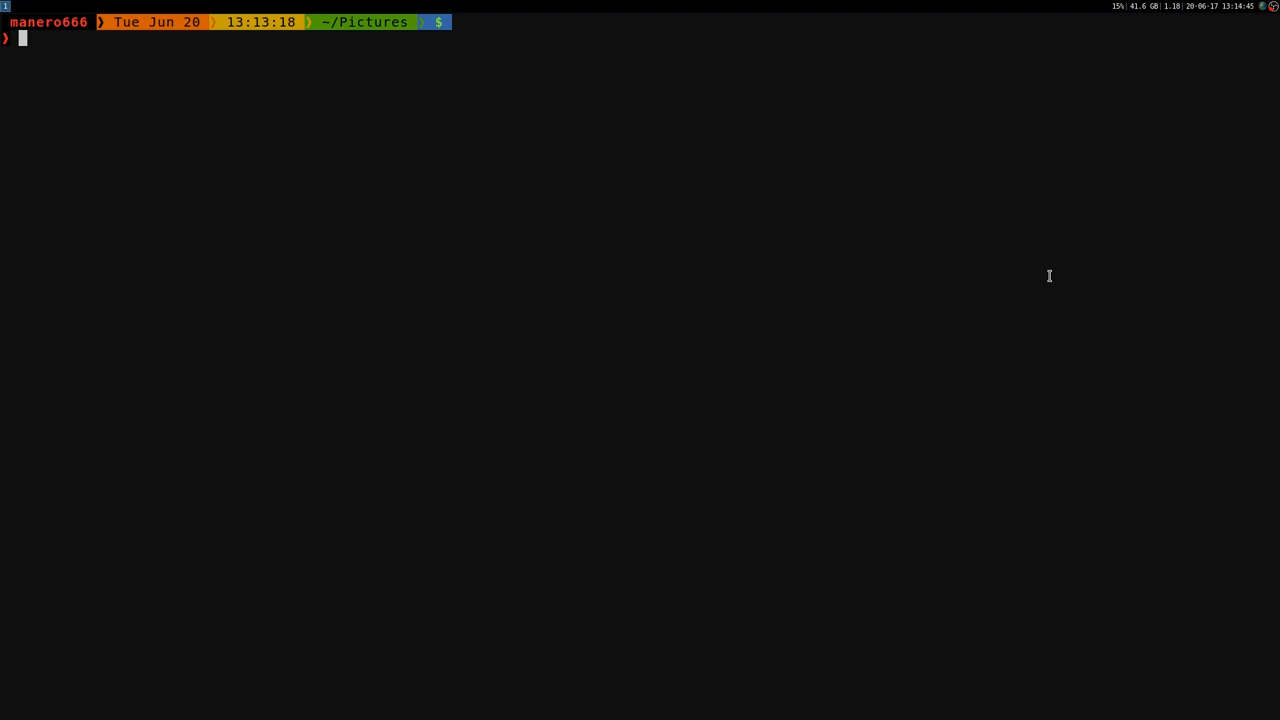 1 15%| 41.6 GB| 1.18| 20-06-17 13:14:45
manero666 ❯ Tue Jun 20 ❯ 13:13:18 ❯ ~/Pictures ❯ $
❯